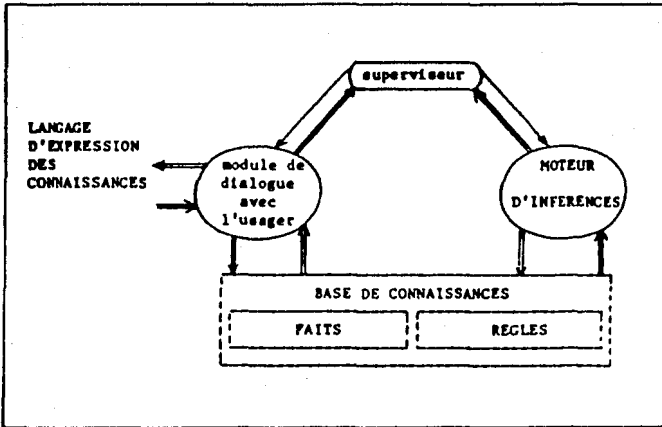 superviseur
LANGAGE
D'EXPRESSION
DES
CONNAISSANCES
module de
dialogue
avec
l'usager
MOTEUR
D'INFERENCES
BASE DE CONNAISSANCES
FAITS
REGLES